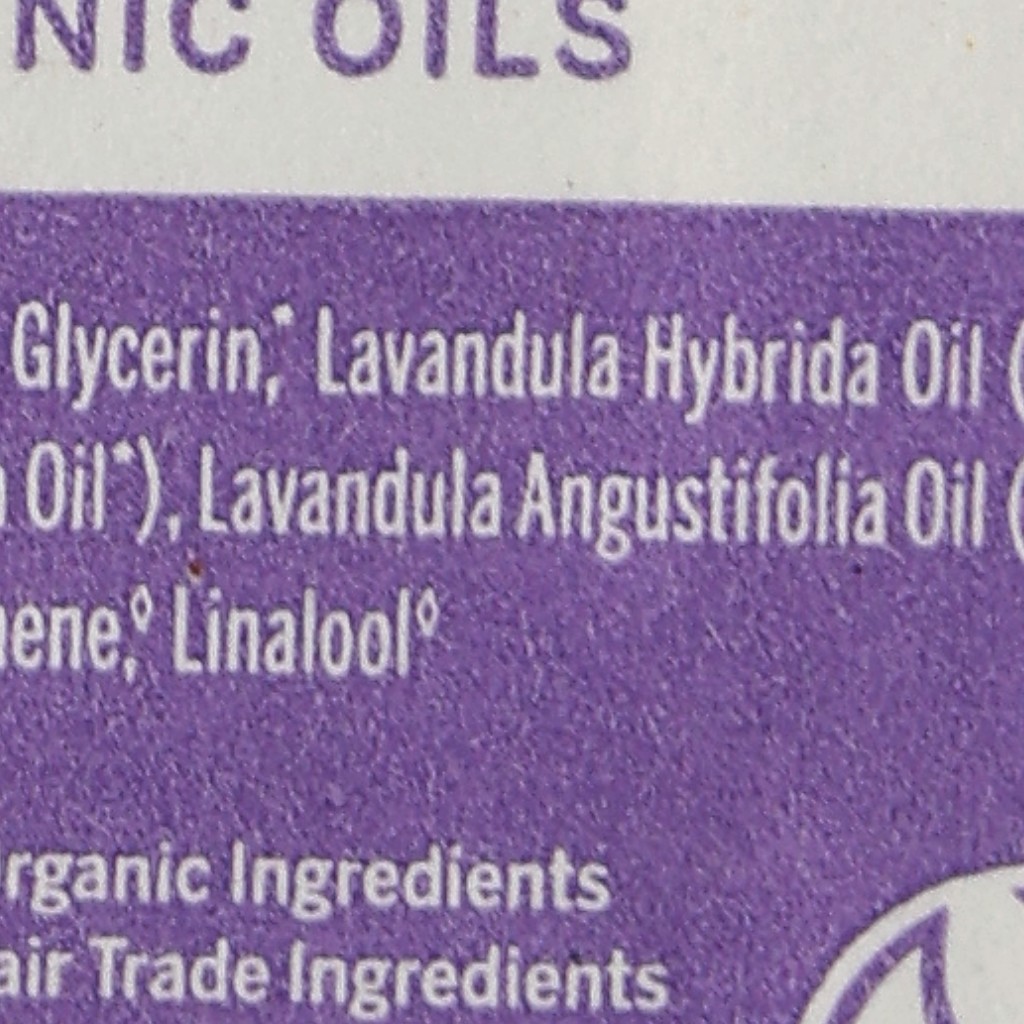 NIC OILS
Glycerin,* Lavandula Hybrida Oil (
Oil*), Lavandula Angustifolia Oil (
ene,◊ Linalool◊
rganic Ingredients
air Trade Ingredients